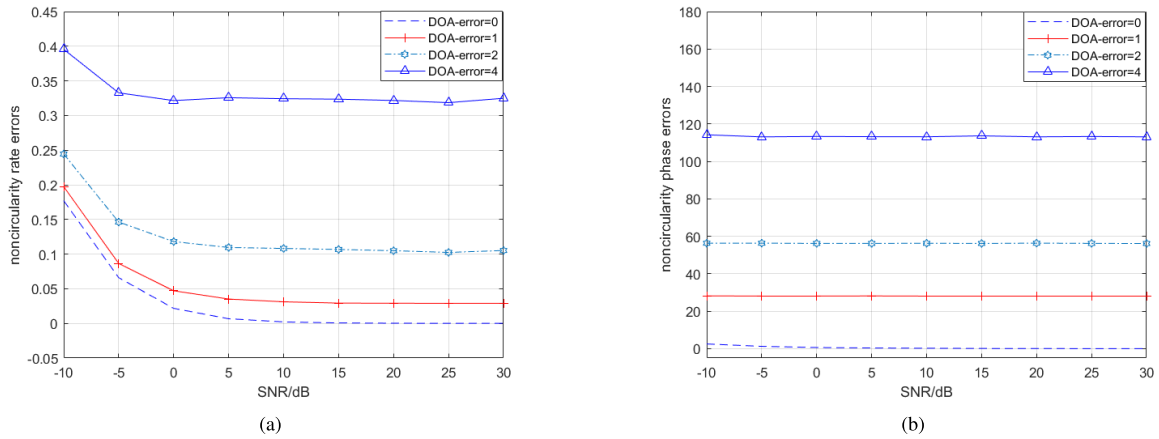 0.45
0.4
0.35
0.3
0.25
0.2
0.15
0.1
0.05
0
-0.05
noncircularity rate errors
-10 -5 0 5 10 15 20 25 30
SNR/dB
DOA-error=0
DOA-error=1
DOA-error=2
DOA-error=4
(a)
180
160
140
120
100
80
60
40
20
0
noncircularity phase errors
-10 -5 0 5 10 15 20 25 30
SNR/dB
DOA-error=0
DOA-error=1
DOA-error=2
DOA-error=4
(b)